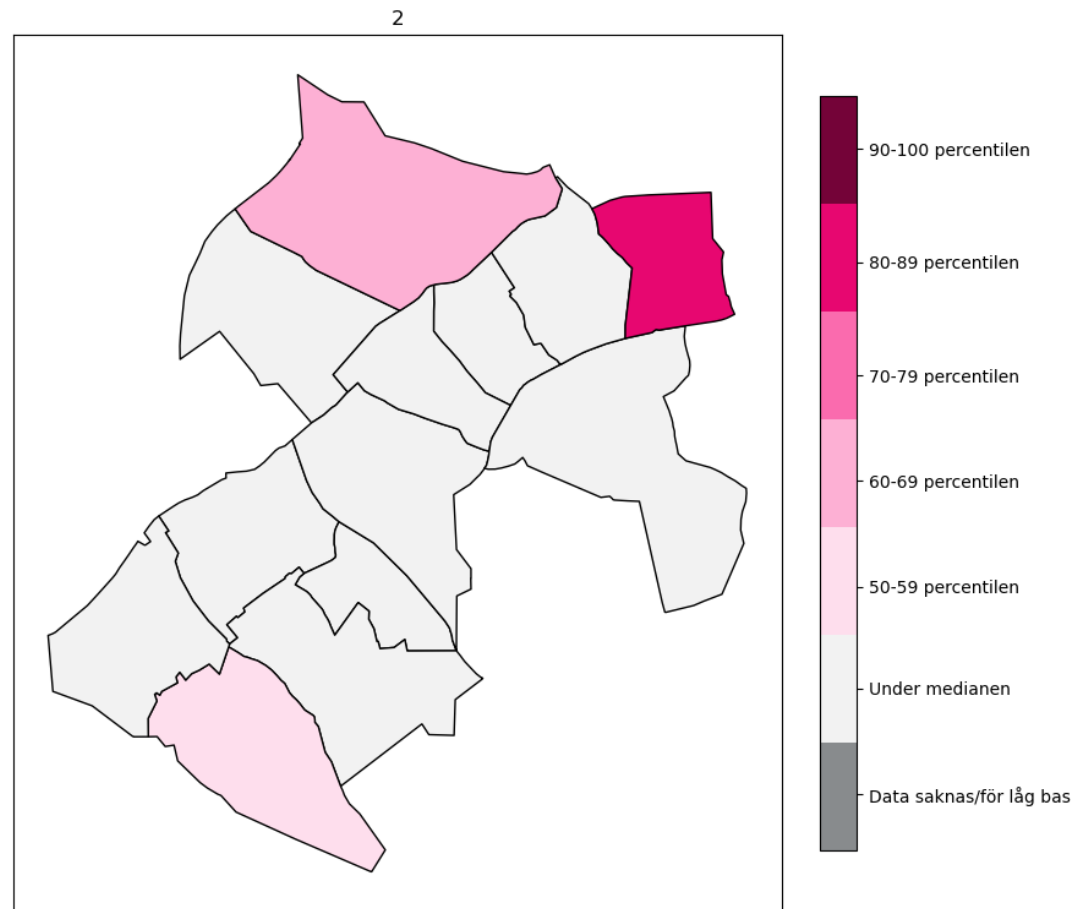 2
90-100 percentilen
80-89 percentilen
70-79 percentilen
60-69 percentilen
50-59 percentilen
Under medianen
Data saknas/för låg bas